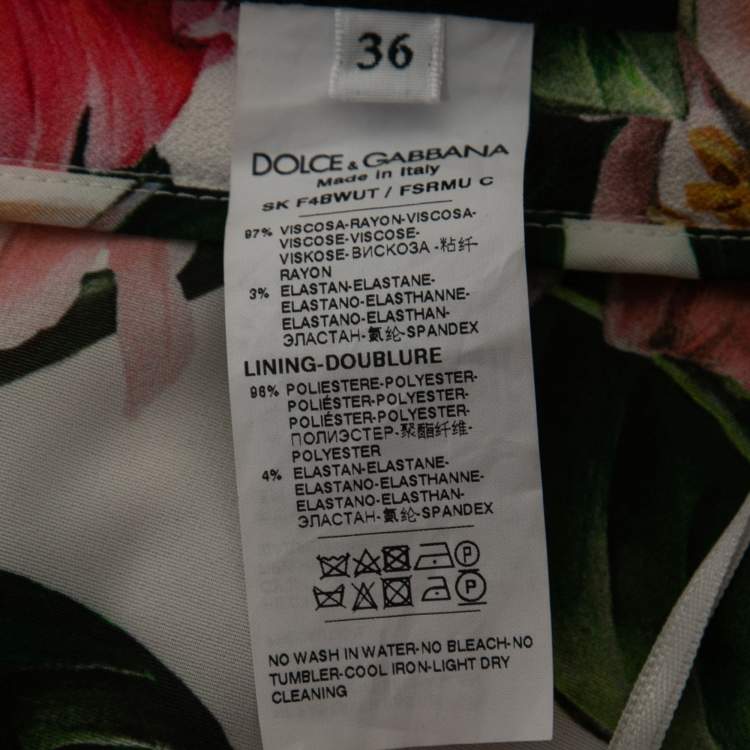 36
DOLCE & GABBANA
Made in Italy
SK F4BWUT / FSRMU C
97% VISCOSA-RAYON-VISCOSA-
VISCOSE-VISCOSE-
VISKOSE-ВИСКОЗА -粘纤-
RAYON
3% ELASTAN-ELASTANE-
ELASTANO-ELASTHANNE-
ELASTANO-ELASTHAN-
ЭЛАСТАН-氨纶-SPANDEX
LINING-DOUBLURE
96% POLIESTERE-POLYESTER-
POLIÉSTER-POLYESTER-
POLIÉSTER-POLYESTER-
ПОЛИЭСТЕР-聚酯纤维-
POLYESTER
4% ELASTAN-ELASTANE-
ELASTANO-ELASTHANNE-
ELASTANO-ELASTHAN-
ЭЛАСТАН-氨纶-SPANDEX
P
P
NO WASH IN WATER-NO BLEACH-NO
TUMBLER-COOL IRON-LIGHT DRY
CLEANING